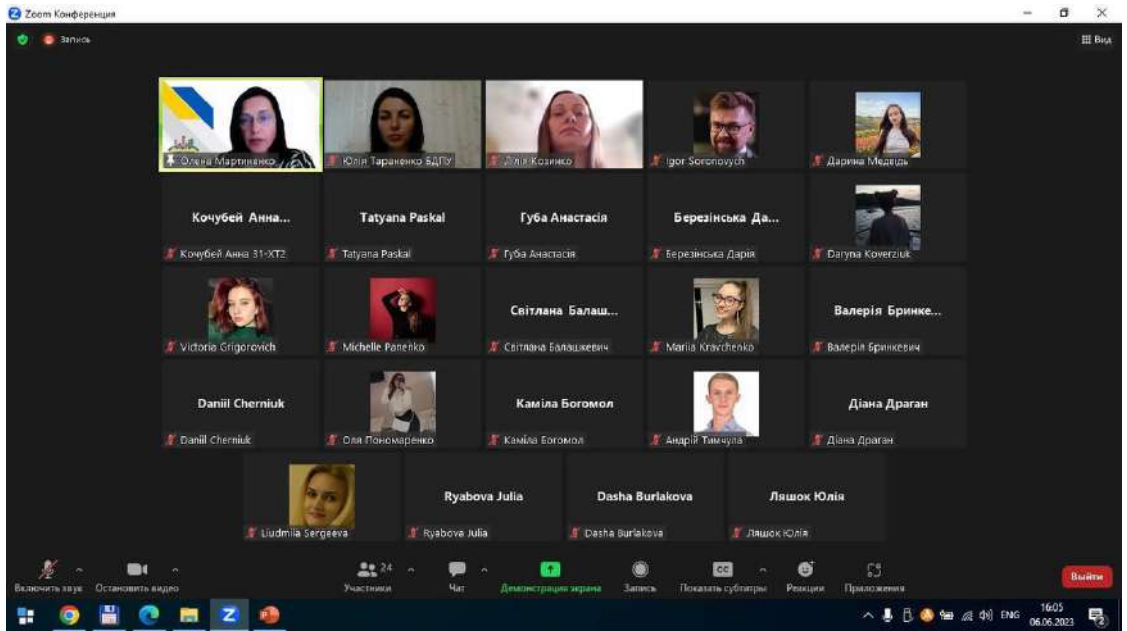 Zoom Конференция
Запись
Вид
Олена Мартиненко
Юлія Тараненко БДПУ
Лілія Козинко
Igor Soronovych
Дарина Медвідь
Кочубей Анна...
Tatyana Paskal
Губа Анастасія
Березінська Да...
Кочубей Анна 31-ХТ2
Tatyana Paskal
Губа Анастасія
Березінська Дарія
Daryna Koverziuk
Світлана Балаш...
Валерія Бринке...
Victoria Grigorovich
Michelle Panenko
Світлана Балашкевич
Mariia Kravchenko
Валерія Бринкевич
Daniil Cherniuk
Каміла Богомол
Діана Драган
Daniil Cherniuk
Оля Пономаренко
Каміла Богомол
Андрій Тимчула
Діана Драган
Ryabova Julia
Dasha Burlakova
Ляшок Юлія
Liudmila Sergeeva
Ryabova Julia
Dasha Burlakova
Ляшок Юлія
24
CC
Включить звук
Остановить видео
Участники
Чат
Демонстрация экрана
Запись
Показать субтитры
Реакции
Приложения
Выйти
ENG
16:05
06.06.2023
2